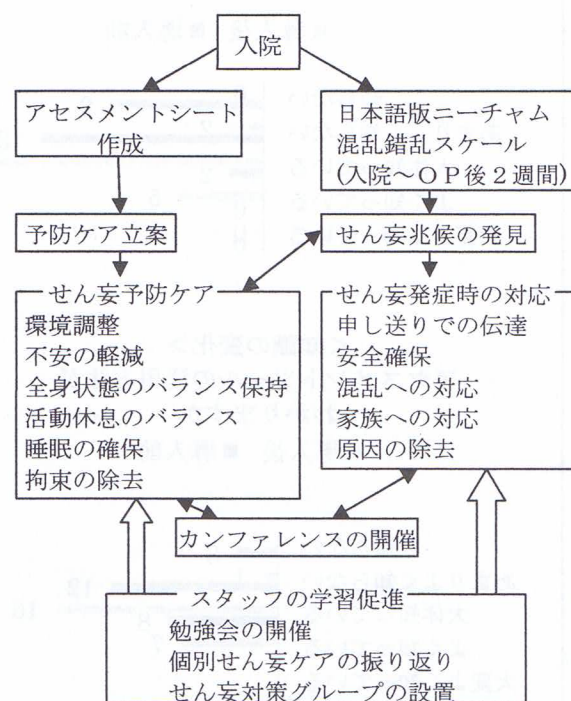 入院
アセスメントシート
作成
日本語版ニーチャム
混乱錯乱スケール
(入院～ＯＰ後２週間)
予防ケア立案
せん妄兆候の発見
せん妄予防ケア
環境調整
不安の軽減
全身状態のバランス保持
活動休息のバランス
睡眠の確保
拘束の除去
せん妄発症時の対応
申し送りでの伝達
安全確保
混乱への対応
家族への対応
原因の除去
カンファレンスの開催
スタッフの学習促進
勉強会の開催
個別せん妄ケアの振り返り
せん妄対策グループの設置